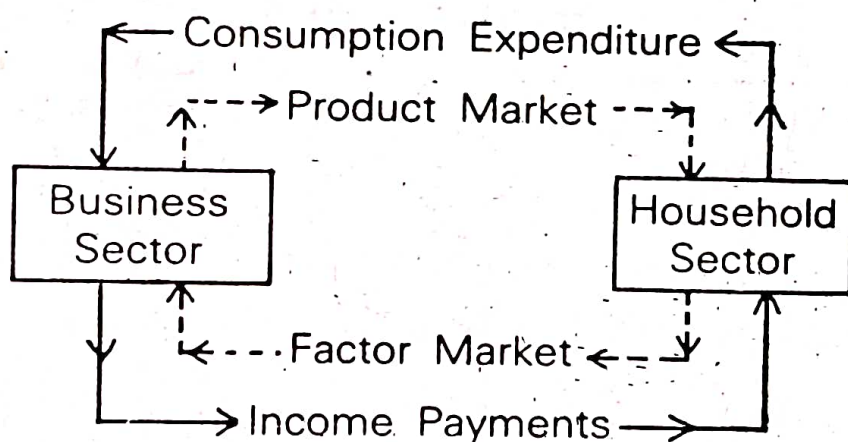 Consumption Expenditure
Product Market
Business
Sector
Household
Sector
Factor Market
Income Payments